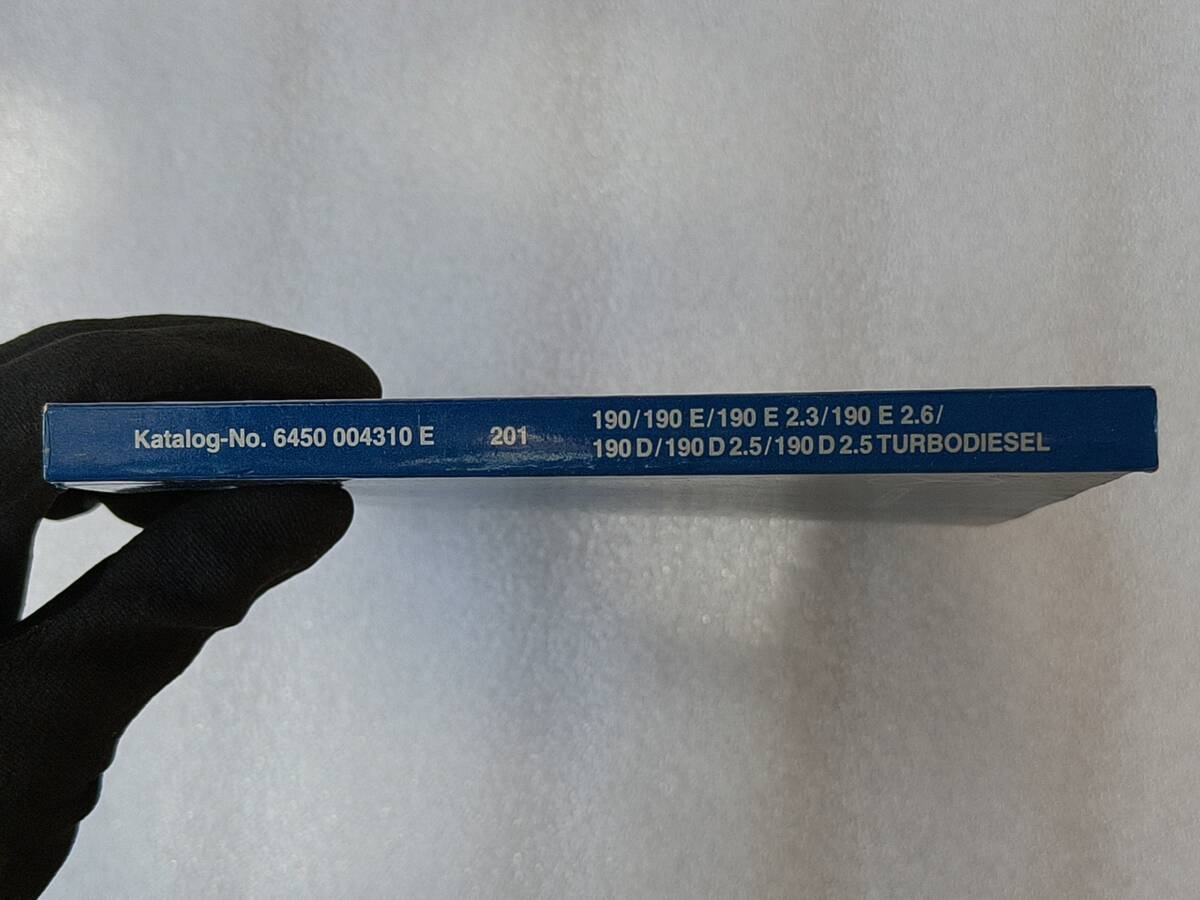 Katalog-No. 6450 004310 E 201
190/190 E/190 E 2.3/190 E 2.6/
190 D/190 D 2.5/190 D 2.5 TURBODIESEL